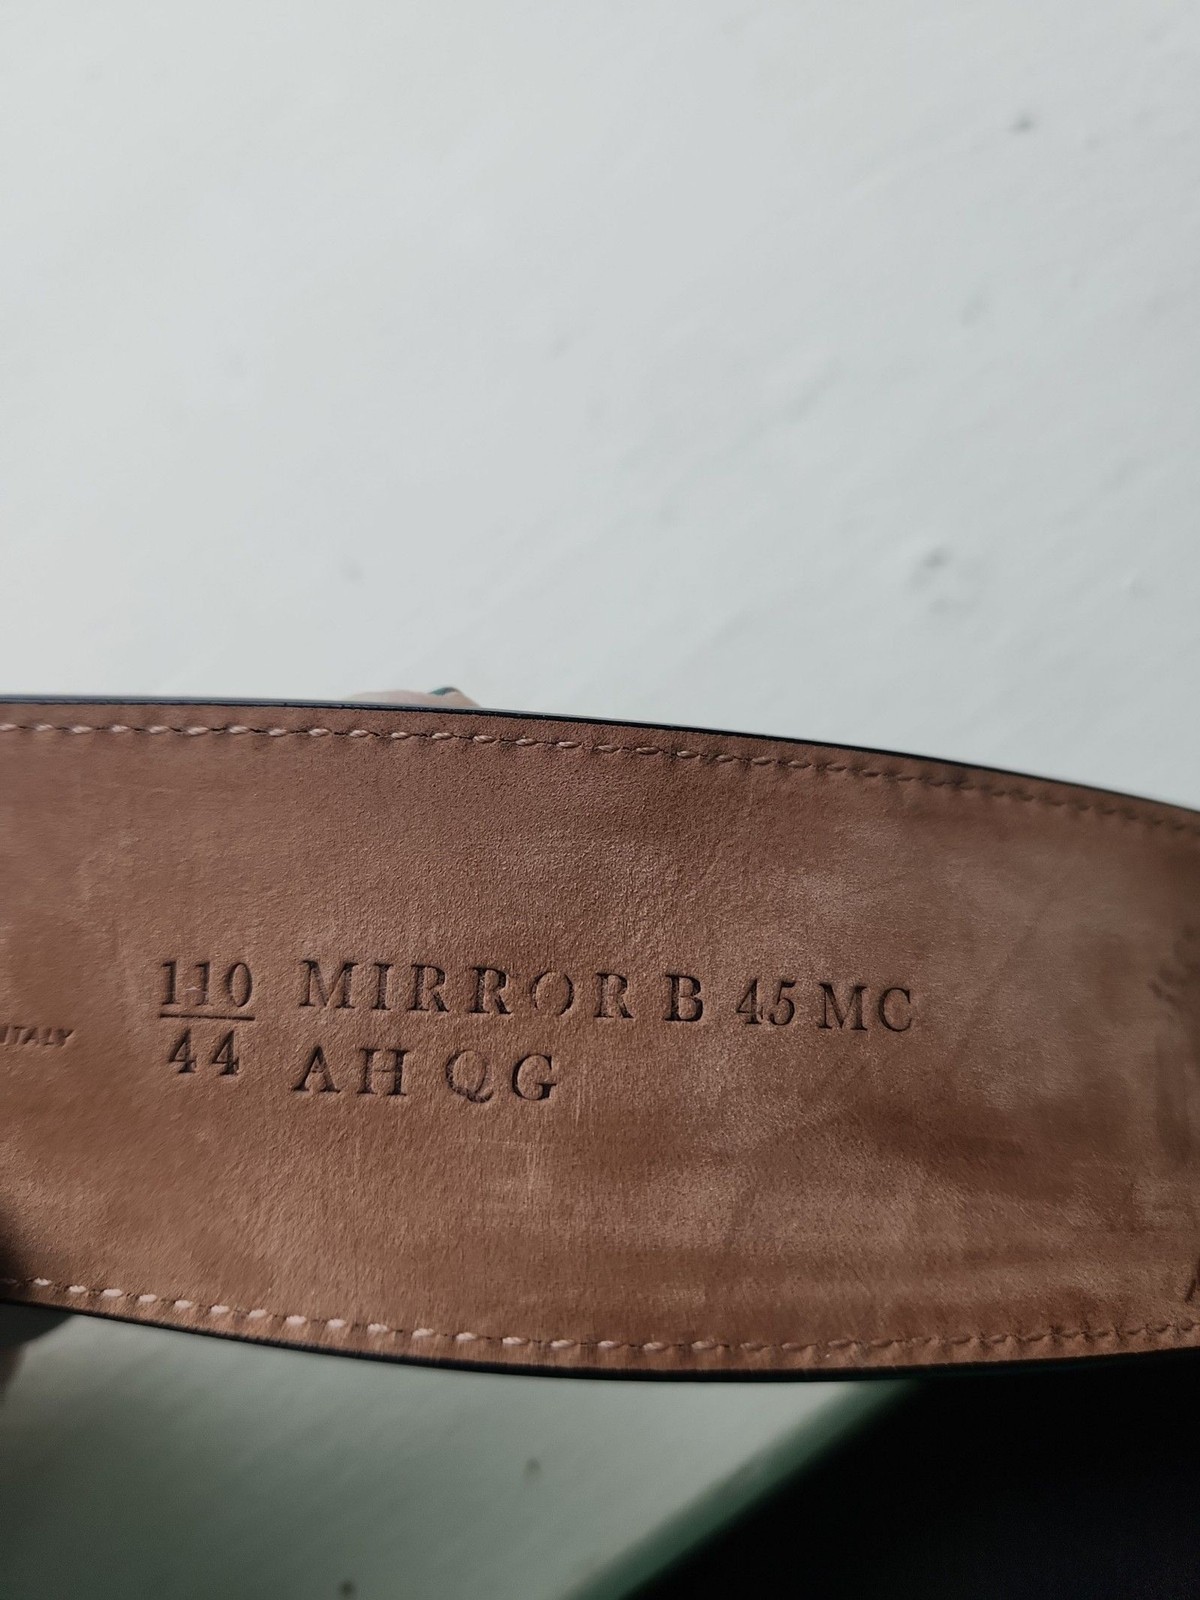 110 MIRROR B 45 MC
44 AH QG
ITALY